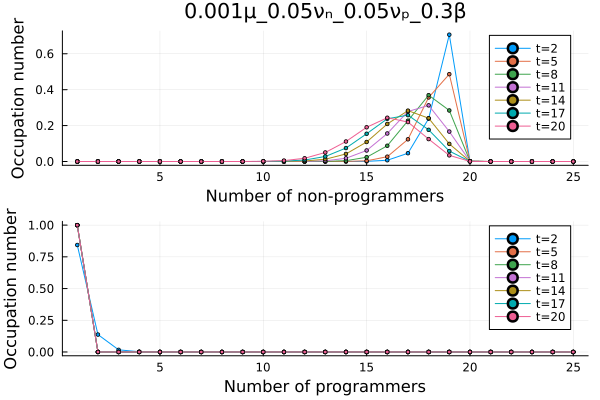 0.001μ_0.05νₙ_0.05νₚ_0.3β
Occupation number
0.6
0.4
0.2
0.0
t=2
t=5
t=8
t=11
t=14
t=17
t=20
5
10
15
20
25
Number of non-programmers
Occupation number
1.00
0.75
0.50
0.25
0.00
t=2
t=5
t=8
t=11
t=14
t=17
t=20
5
10
15
20
25
Number of programmers